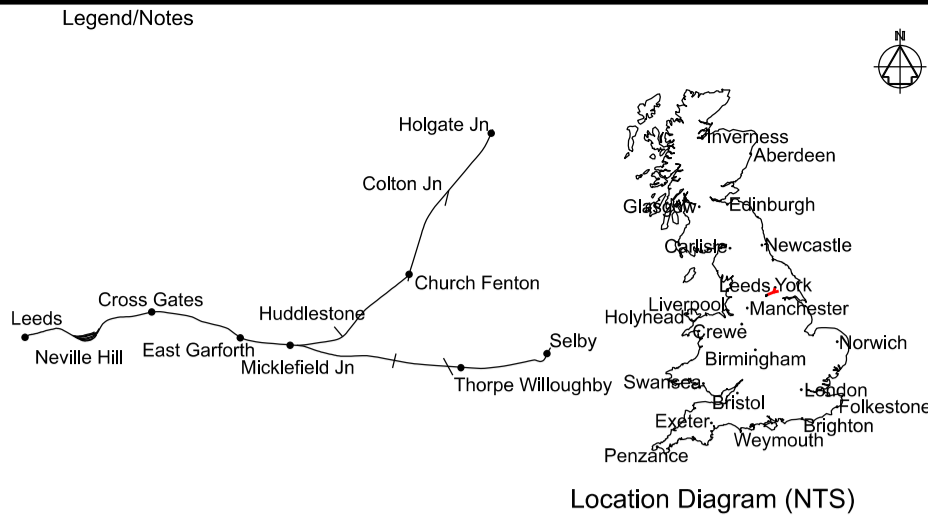 Legend/Notes
N
Holgate Jn
Colton Jn
Church Fenton
Huddlestone
Cross Gates
Leeds
Neville Hill
East Garforth
Micklefield Jn
Selby
Thorpe Willoughby
Inverness
Aberdeen
Glasgow
Edinburgh
Carlisle
Newcastle
Leeds York
Liverpool
Manchester
Holyhead
Crewe
Norwich
Birmingham
Swansea
London
Bristol
Folkestone
Exeter
Brighton
Weymouth
Penzance
Location Diagram (NTS)